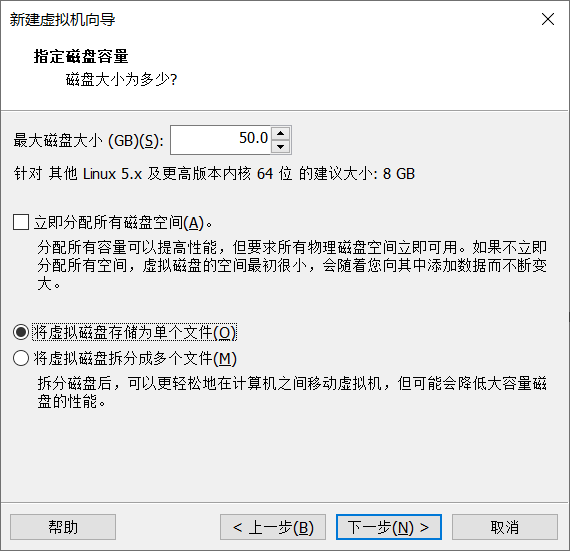 新建虚拟机向导
指定磁盘容量
磁盘大小为多少?
最大磁盘大小 (GB)(S): 50.0
针对 其他 Linux 5.x 及更高版本内核 64 位 的建议大小: 8 GB
立即分配所有磁盘空间(A)。
分配所有容量可以提高性能，但要求所有物理磁盘空间立即可用。如果不立即
分配所有空间，虚拟磁盘的空间最初很小，会随着您向其中添加数据而不断变
大。
将虚拟磁盘存储为单个文件(O)
将虚拟磁盘拆分成多个文件(M)
拆分磁盘后，可以更轻松地在计算机之间移动虚拟机，但可能会降低大容量磁
盘的性能。
帮助 < 上一步(B) 下一步(N) > 取消